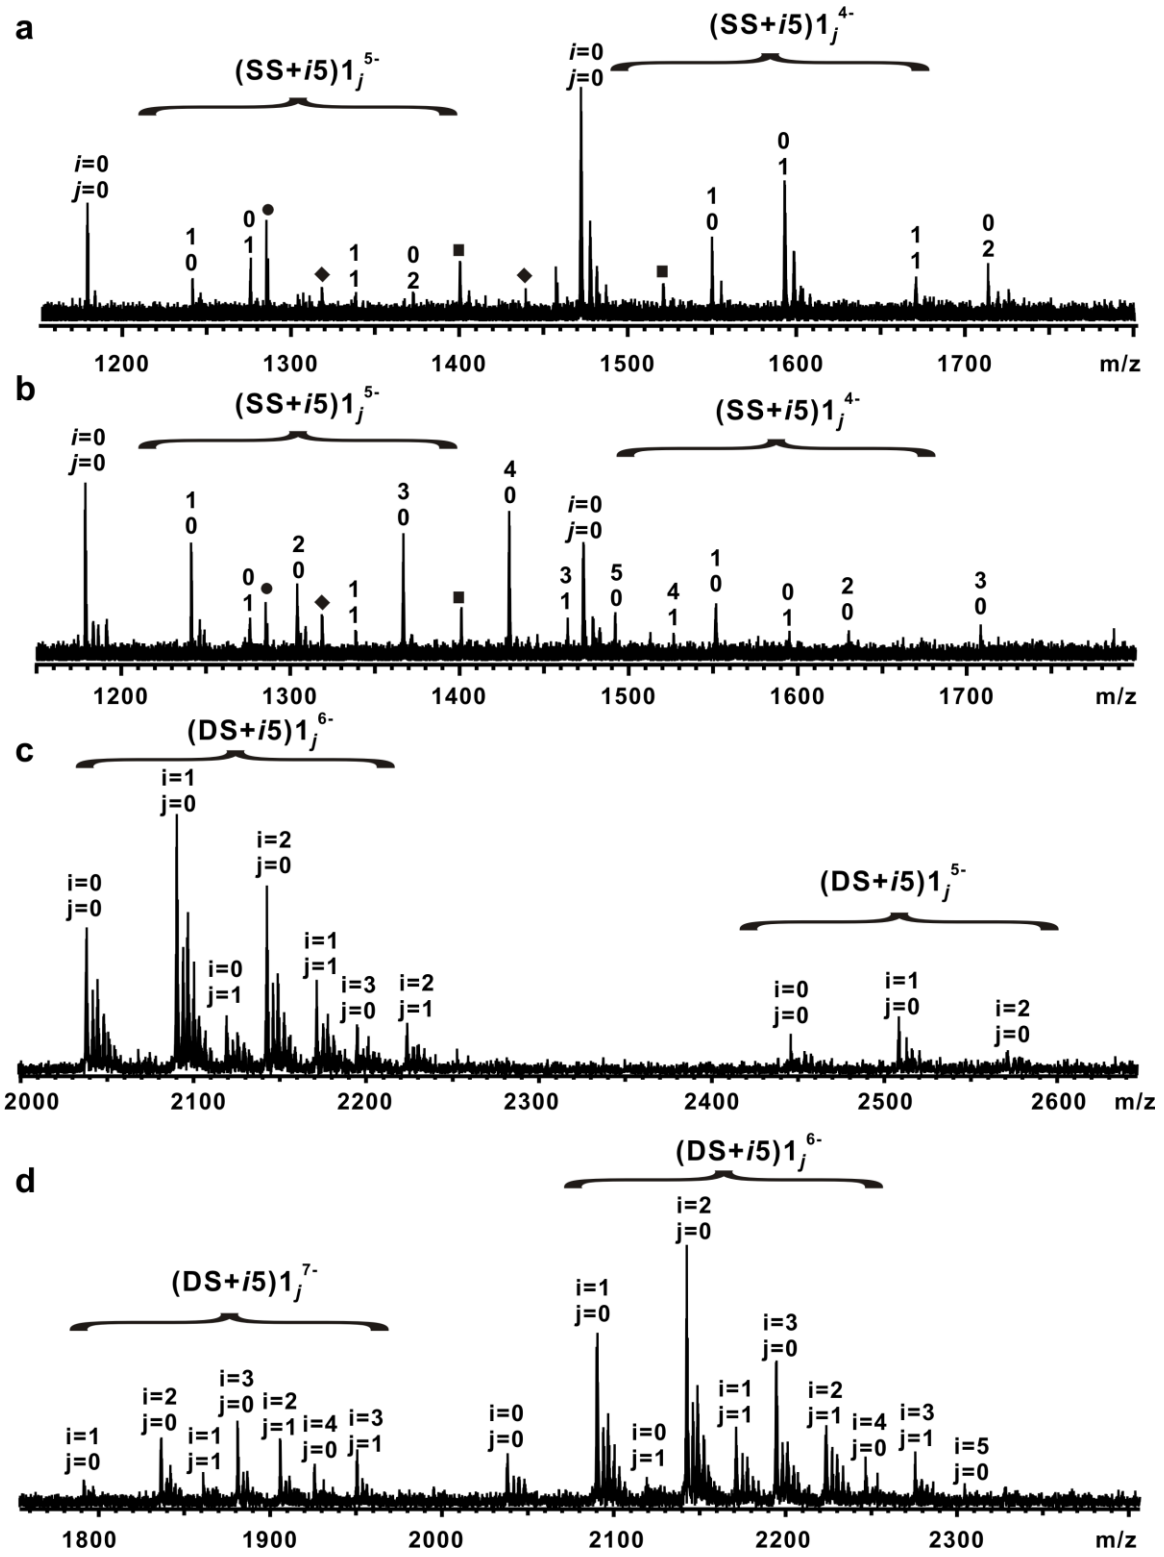 a
(SS+i5)1j5-
(SS+i5)1j4-
i=0
j=0
1
0
0
1
1
1
0
2
i=0
j=0
1
0
0
1
1
1
0
2
1200 1300 1400 1500 1600 1700 m/z
b
(SS+i5)1j5-
(SS+i5)1j4-
i=0
j=0
1
0
0
1
2
0
1
1
3
0
4
0
3
1
i=0
j=0
5
0
4
1
1
0
0
1
2
0
3
0
1200 1300 1400 1500 1600 1700 m/z
c
(DS+i5)1j6-
(DS+i5)1j5-
i=0
j=0
i=1
j=0
i=0
j=1
i=2
j=0
i=1
j=1
i=3
j=0
i=2
j=1
i=0
j=0
i=1
j=0
i=2
j=0
2000 2100 2200 2300 2400 2500 2600 m/z
d
(DS+i5)1j7-
(DS+i5)1j6-
i=1
j=0
i=2
j=0
i=1
j=1
i=3
j=0
i=2
j=1
i=4
j=0
i=3
j=1
i=0
j=0
i=1
j=0
i=0
j=1
i=2
j=0
i=1
j=1
i=3
j=0
i=2
j=1
i=4
j=0
i=3
j=1
i=5
j=0
1800 1900 2000 2100 2200 2300 m/z